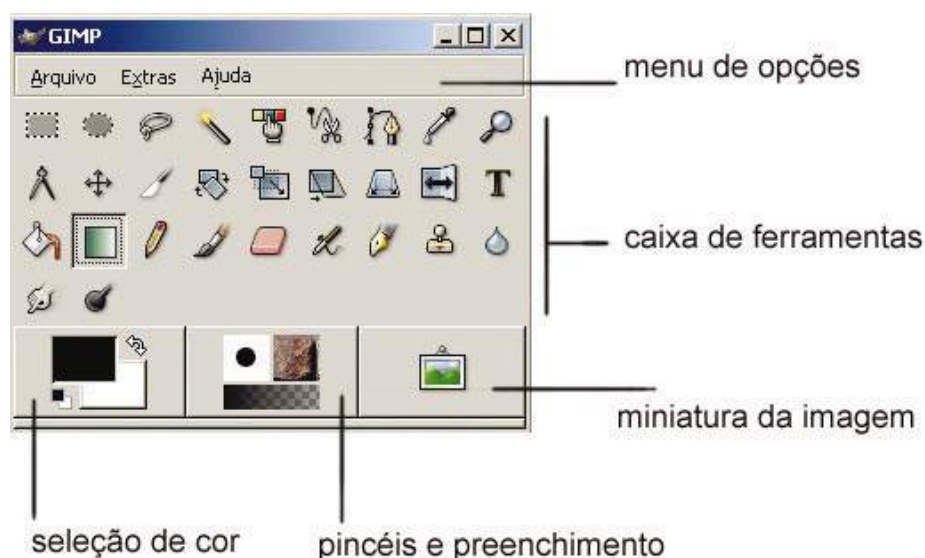 GIMP
Arquivo Extras Ajuda
menu de opções
caixa de ferramentas
miniatura da imagem
seleção de cor
pincéis e preenchimento